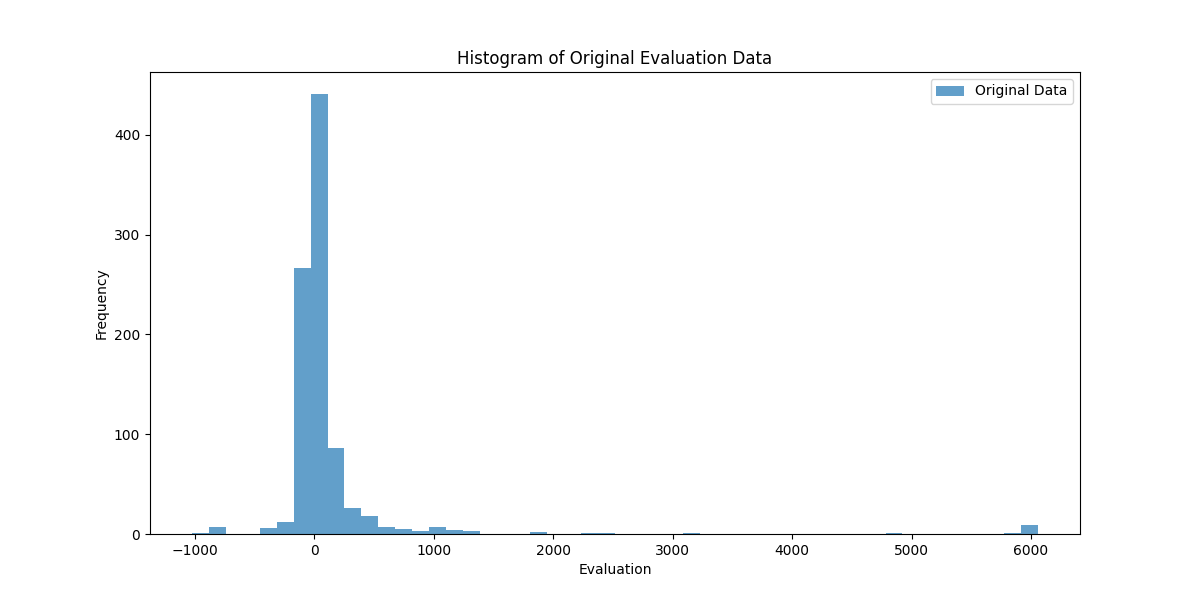 Histogram of Original Evaluation Data
Original Data
Frequency
400
300
200
100
0
−1000 0 1000 2000 3000 4000 5000 6000
Evaluation